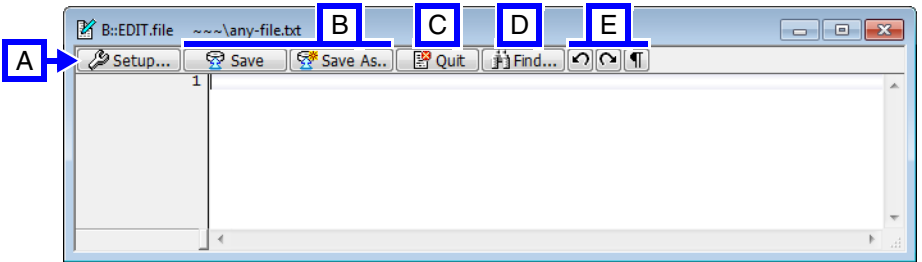 B::EDIT.file ~~~\any-file.txt
B C D E
A Setup... Save Save As.. Quit Find... ¶
1